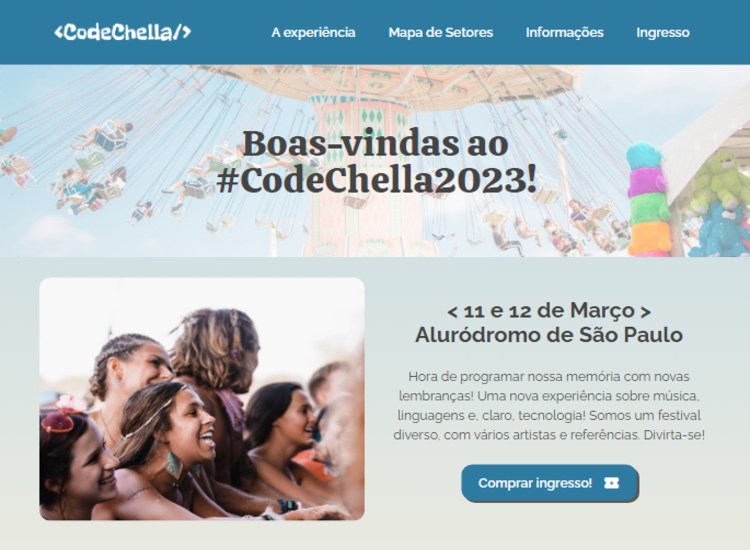 <CodeChella/>
A experiência
Mapa de Setores
Informações
Ingresso
Boas-vindas ao
#CodeChella2023!
< 11 e 12 de Março >
Aluródromo de São Paulo
Hora de programar nossa memória com novas
lembranças! Uma nova experiência sobre música,
linguagens e, claro, tecnologia! Somos um festival
diverso, com vários artistas e referências. Divirta-se!
Comprar ingresso!